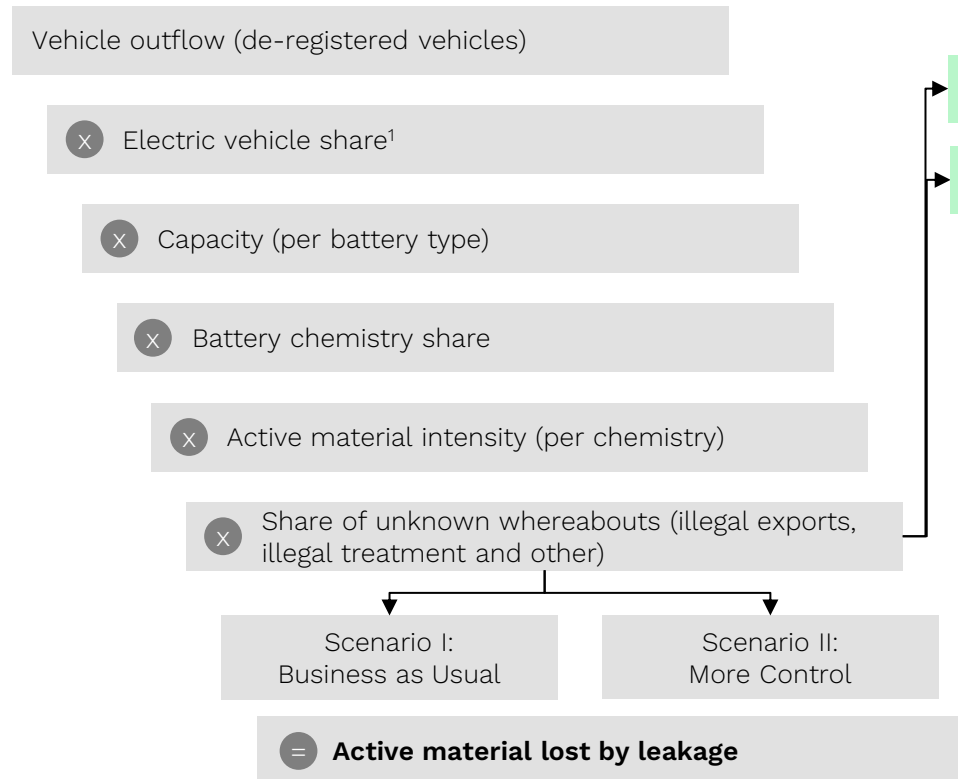 Vehicle outflow (de-registered vehicles)
x Electric vehicle share¹
x Capacity (per battery type)
x Battery chemistry share
x Active material intensity (per chemistry)
x Share of unknown whereabouts (illegal exports,
illegal treatment and other)
Scenario I:
Business as Usual
Scenario II:
More Control
= Active material lost by leakage